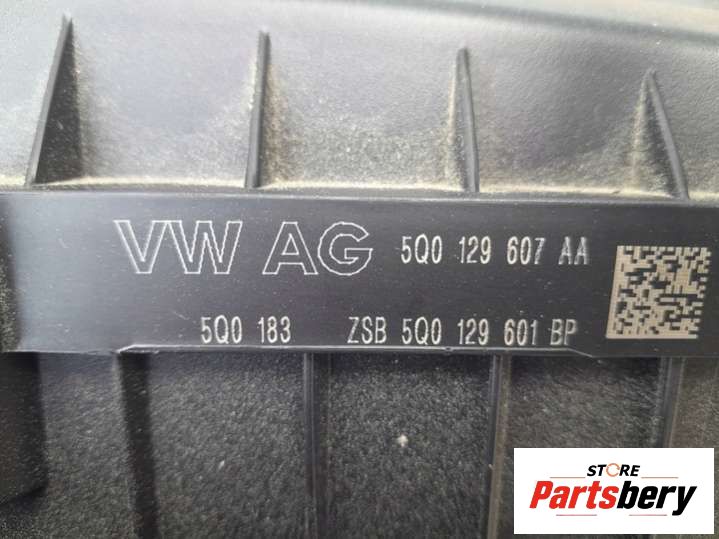 VW AG 5Q0 129 607 AA
5Q0 183 ZSB 5Q0 129 601 BP
STORE
Partsbery